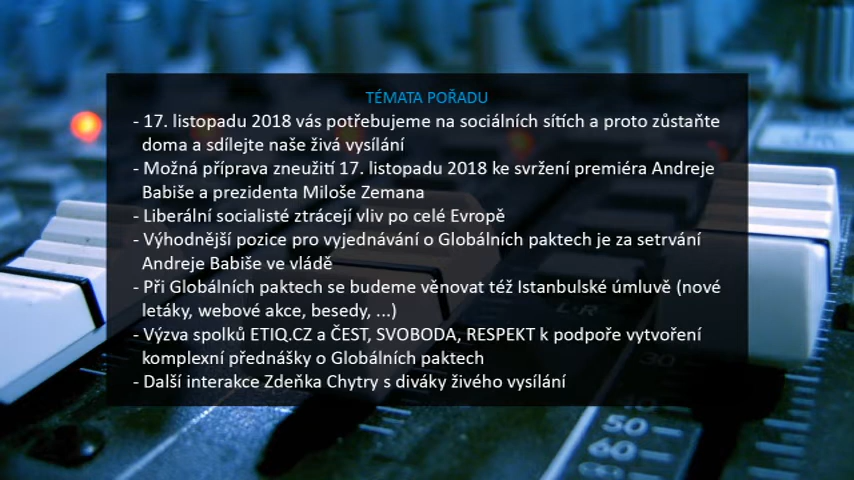 TÉMATA POŘADU
- 17. listopadu 2018 vás potřebujeme na sociálních sítích a proto zůstaňte
doma a sdílejte naše živá vysílání
- Možná příprava zneužití 17. listopadu 2018 ke svržení premiéra Andreje
Babiše a prezidenta Miloše Zemana
- Liberální socialisté ztrácejí vliv po celé Evropě
- Výhodnější pozice pro vyjednávání o Globálních paktech je za setrvání
Andreje Babiše ve vládě
- Při Globálních paktech se budeme věnovat též Istanbulské úmluvě (nové
letáky, webové akce, besedy, ...)
- Výzva spolků ETIQ.CZ a ČEST, SVOBODA, RESPEKT k podpoře vytvoření
komplexní přednášky o Globálních paktech
- Další interakce Zdeňka Chytry s diváky živého vysílání
L-R
30
40
50
60